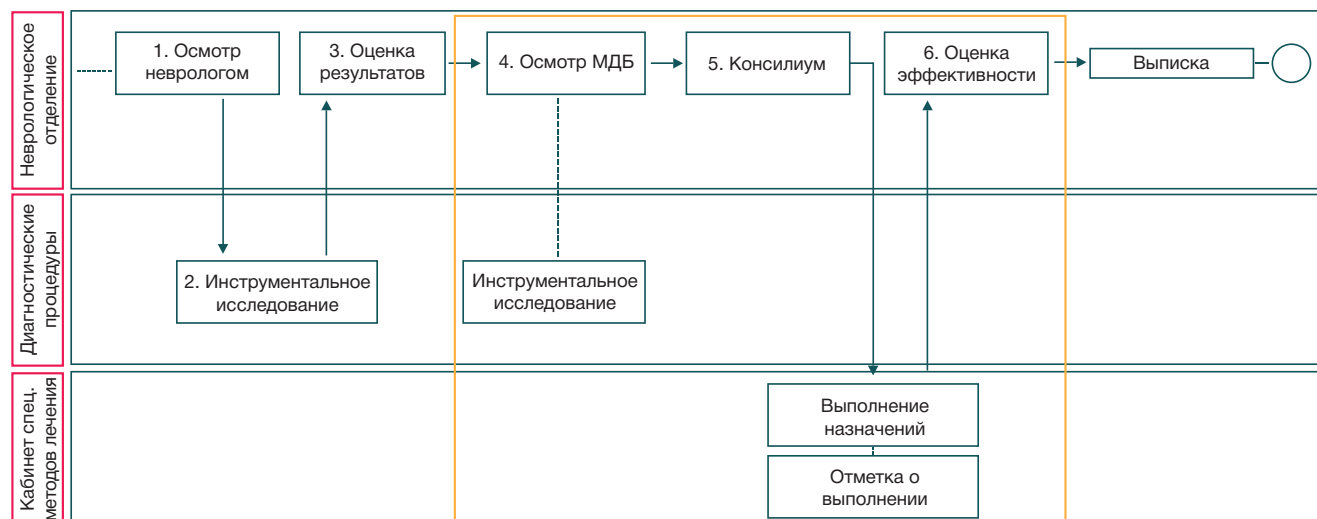 Неврологическое
отделение
1. Осмотр
неврологом
3. Оценка
результатов
4. Осмотр МДБ
5. Консилиум
6. Оценка
эффективности
Выписка
Диагностические
процедуры
2. Инструментальное
исследование
Инструментальное
исследование
Кабинет спец.
методов лечения
Выполнение
назначений
Отметка о
выполнении